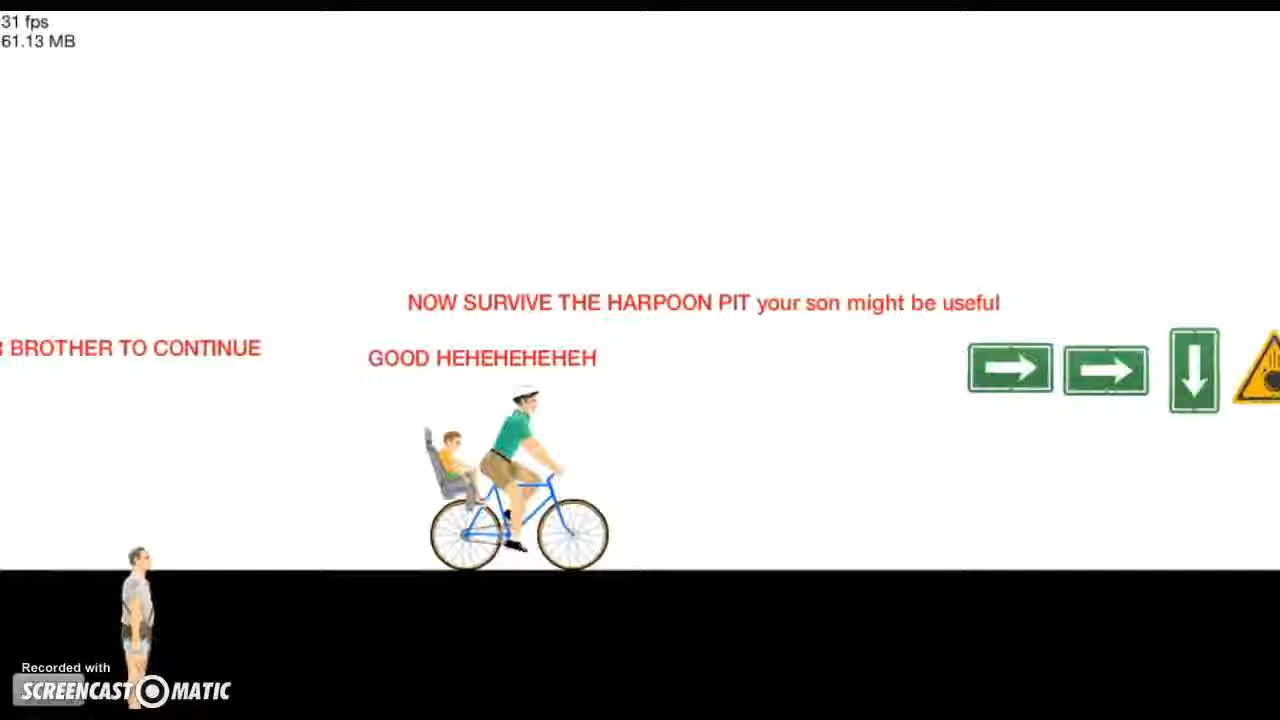 31 fps
61.13 MB
NOW SURVIVE THE HARPOON PIT your son might be useful
BROTHER TO CONTINUE
GOOD HEHEHEHEHEH
Recorded with
SCREENCAST O MATIC